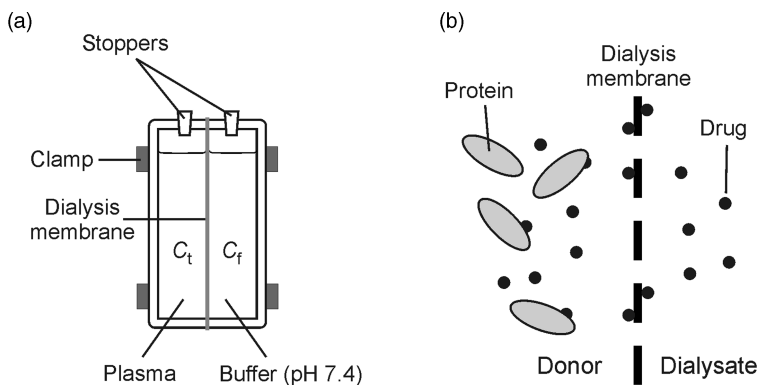 (a)
Stoppers
Clamp
Dialysis
membrane
Ct
Cf
Plasma
Buffer (pH 7.4)
(b)
Dialysis
membrane
Protein
Drug
Donor
Dialysate